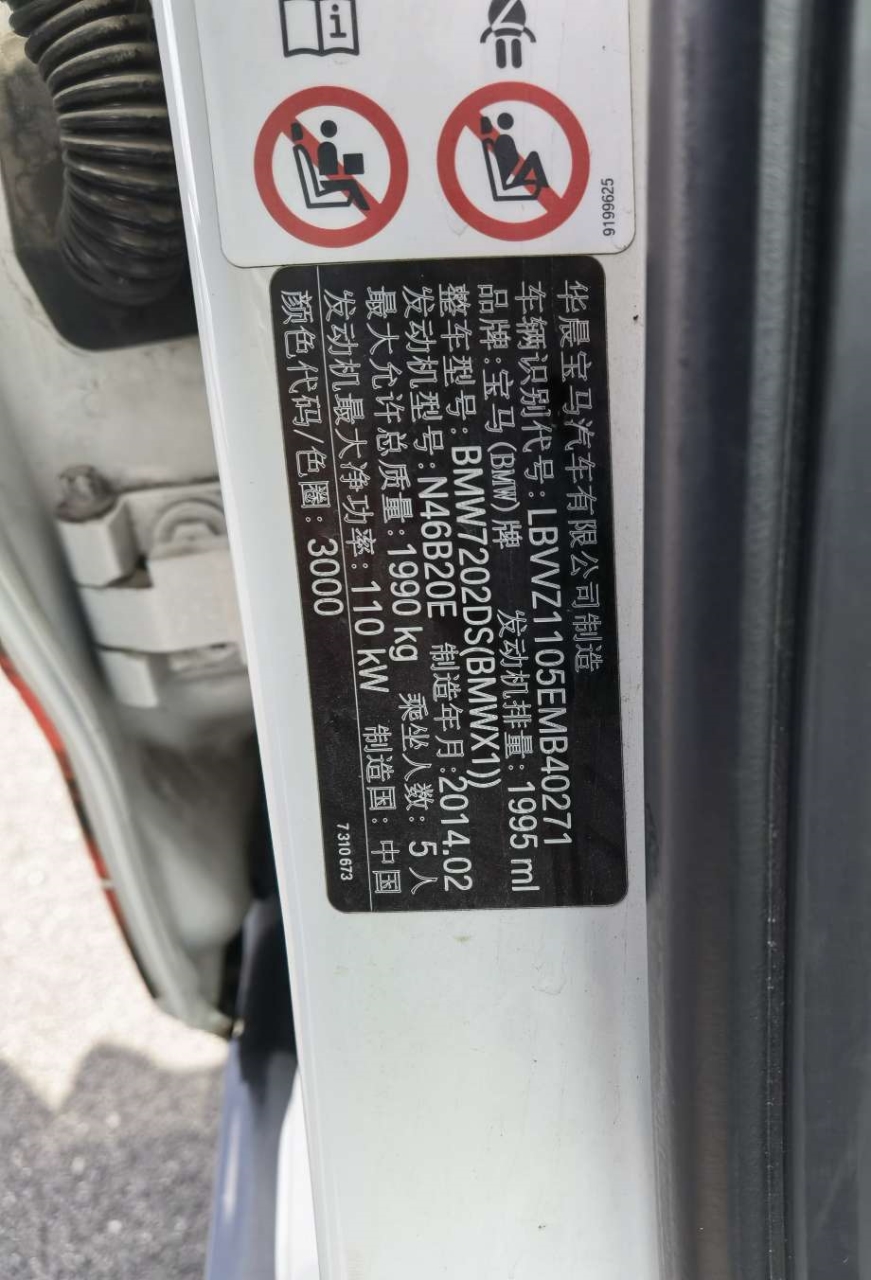 9199625
华晨宝马汽车有限公司制造
车辆识别代号:LBVVZ1105EMB40271
品牌:宝马(BMW)牌 发动机排量:1995 ml
整车型号:BMW7202DS(BMWX1))
发动机型号:N46B20E 制造年月:2014.02
最大允许总质量:1990 kg 乘坐人数:5人
发动机最大净功率:110 kW 制造国:中国
颜色代码/色圈:3000
7310673